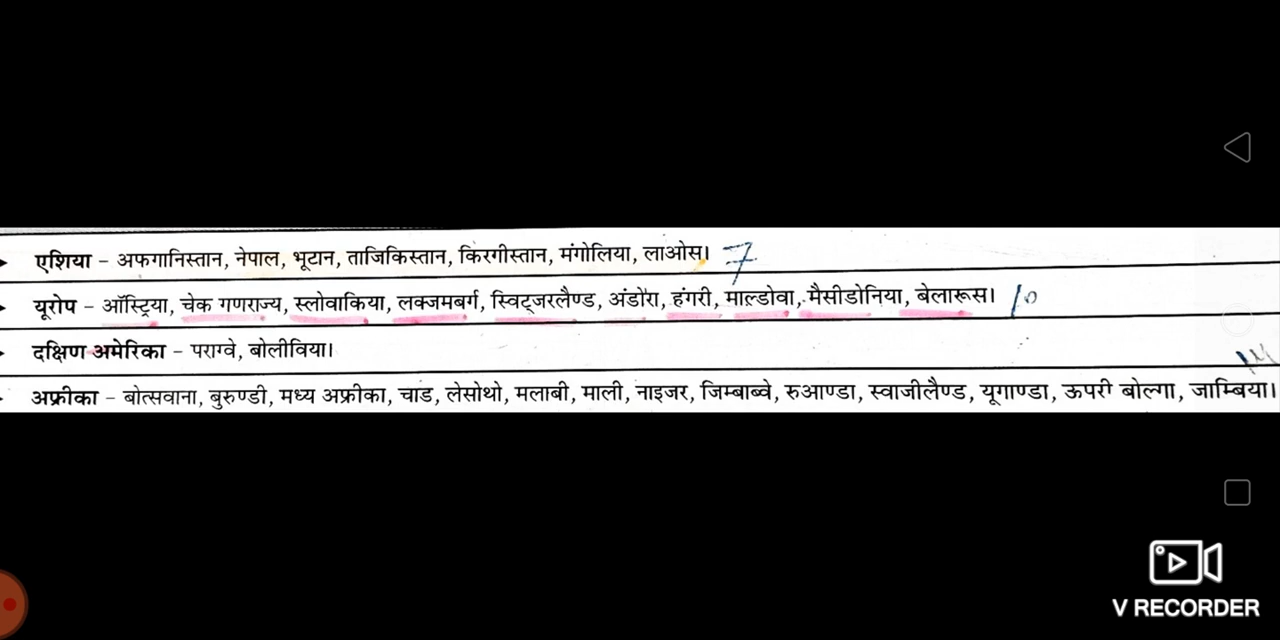 एशिया – अफगानिस्तान, नेपाल, भूटान, ताजिकिस्तान, किरगीस्तान, मंगोलिया, लाओस। 7
यूरोप – ऑस्ट्रिया, चेक गणराज्य, स्लोवाकिया, लक्जमबर्ग, स्विट्जरलैण्ड, अंडोरा, हंगरी, माल्डोवा, मैसीडोनिया, बेलारूस। 10
दक्षिण अमेरिका – पराग्वे, बोलीविया।
अफ्रीका – बोत्सवाना, बुरुण्डी, मध्य अफ्रीका, चाड, लेसोथो, मलाबी, माली, नाइजर, जिम्बाब्वे, रुआण्डा, स्वाजीलैण्ड, यूगाण्डा, ऊपरी बोल्गा, जाम्बिया।
V RECORDER